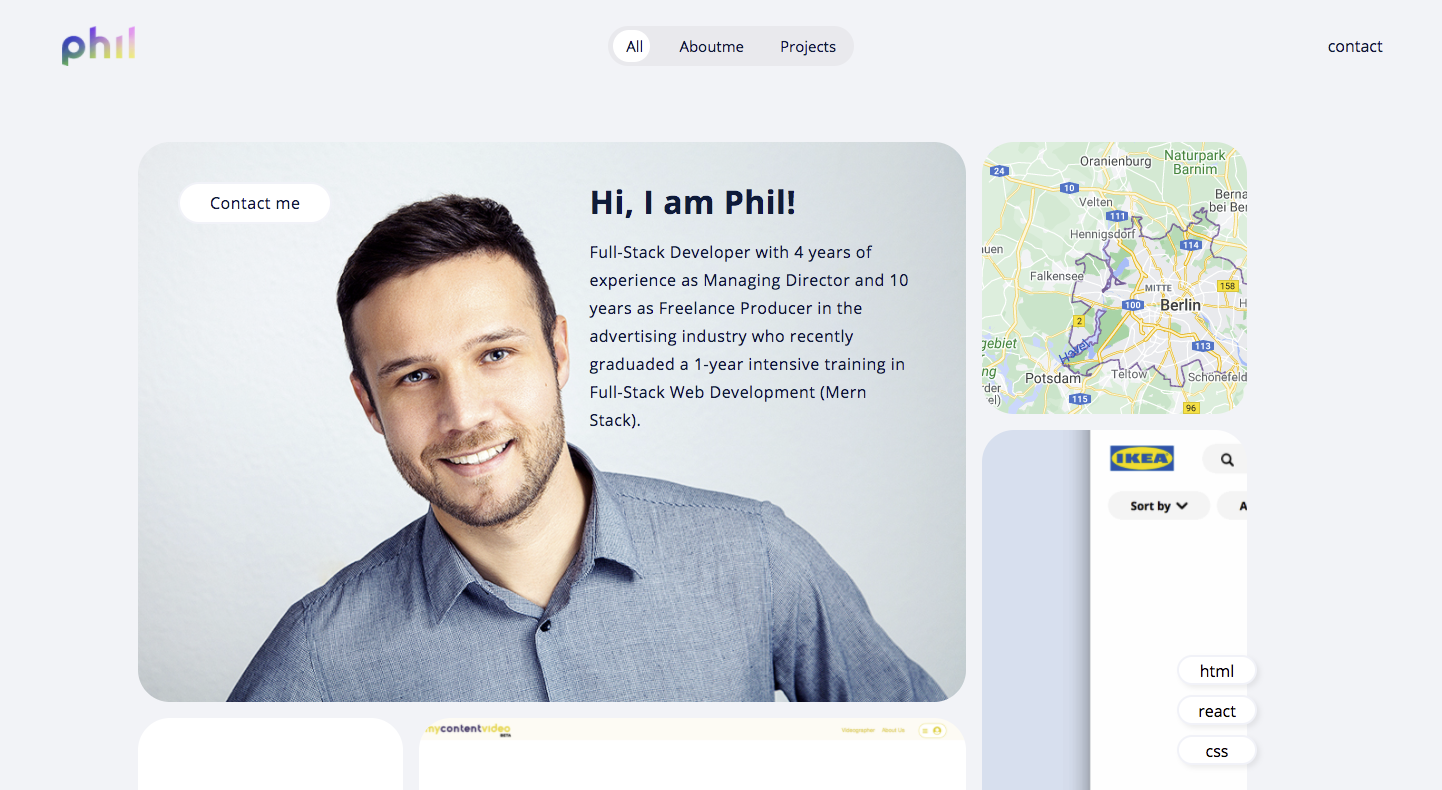 phil
All Aboutme Projects
contact
Contact me
Hi, I am Phil!
Full-Stack Developer with 4 years of
experience as Managing Director and 10
years as Freelance Producer in the
advertising industry who recently
graduaded a 1-year intensive training in
Full-Stack Web Development (Mern
Stack).
Oranienburg
Naturpark
Barnim
24
10
Velten
Berna
bei Ber
111
Hennigsdorf
114
auen
Falkensee
MITTE
158
100
Berlin
H
2
gebiet
Havel
113
ng
Potsdam
Teltow
Schönefeld
rder
el)
115
96
IKEA
Sort by
A
html
react
css
mycontentvideo
BETA
Videographer About Us